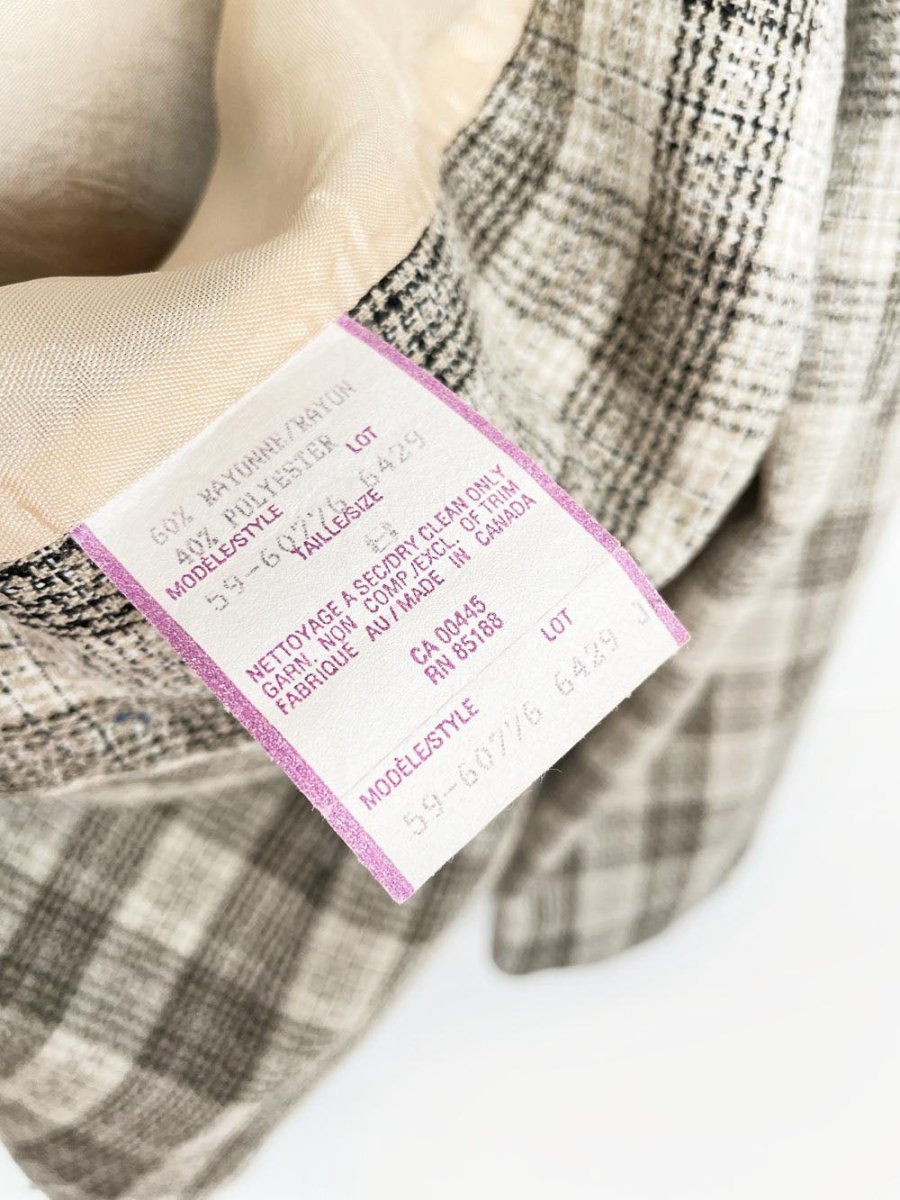 60% RAYONNE/RAYON
40% POLYESTER
MODÈLE/STYLE LOT
59-60776 6429
TAILLE/SIZE
8
NETTOYAGE A SEC/DRY CLEAN ONLY
GARN. NON COMP./EXCL. OF TRIM
FABRIQUE AU/MADE IN CANADA
CA 00445
RN 85188
MODÈLE/STYLE LOT
59-60776 6429 J